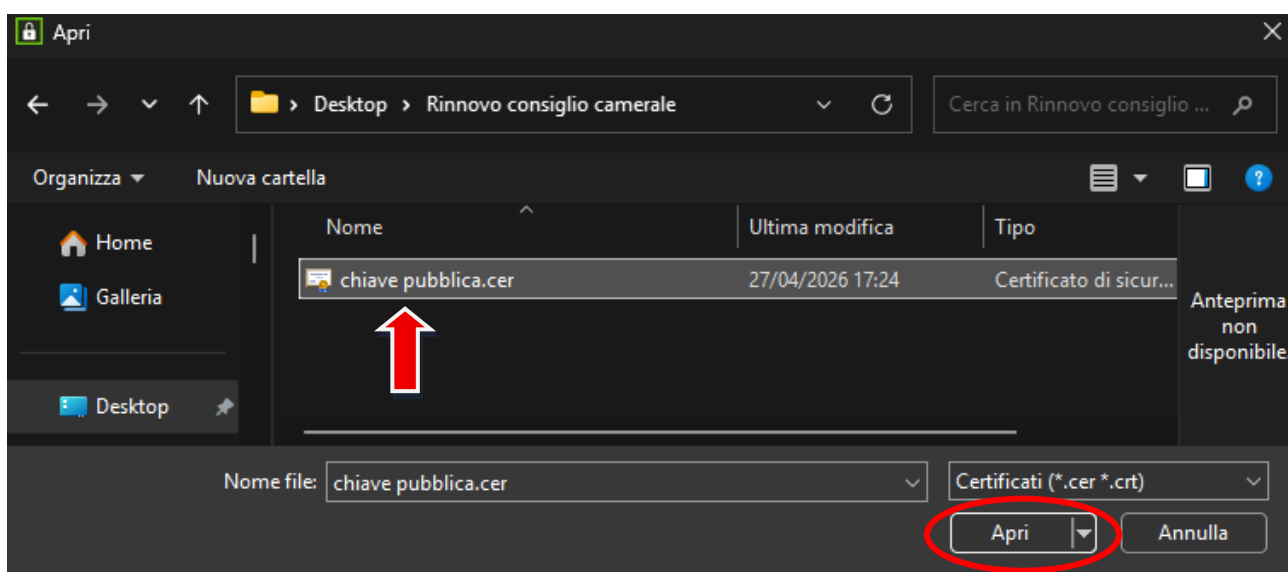 Apri
Desktop > Rinnovo consiglio camerale
Cerca in Rinnovo consiglio ...
Organizza
Nuova cartella
Nome
Ultima modifica
Tipo
Home
chiave pubblica.cer
27/04/2026 17:24
Certificato di sicur...
Galleria
Anteprima
non
disponibile
Desktop
Nome file:
chiave pubblica.cer
Certificati (*.cer *.crt)
Apri
Annulla